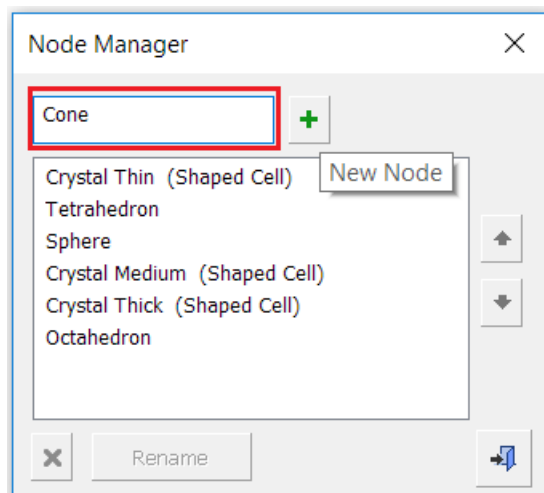 Node Manager
Cone
New Node
Crystal Thin (Shaped Cell)
Tetrahedron
Sphere
Crystal Medium (Shaped Cell)
Crystal Thick (Shaped Cell)
Octahedron
Rename